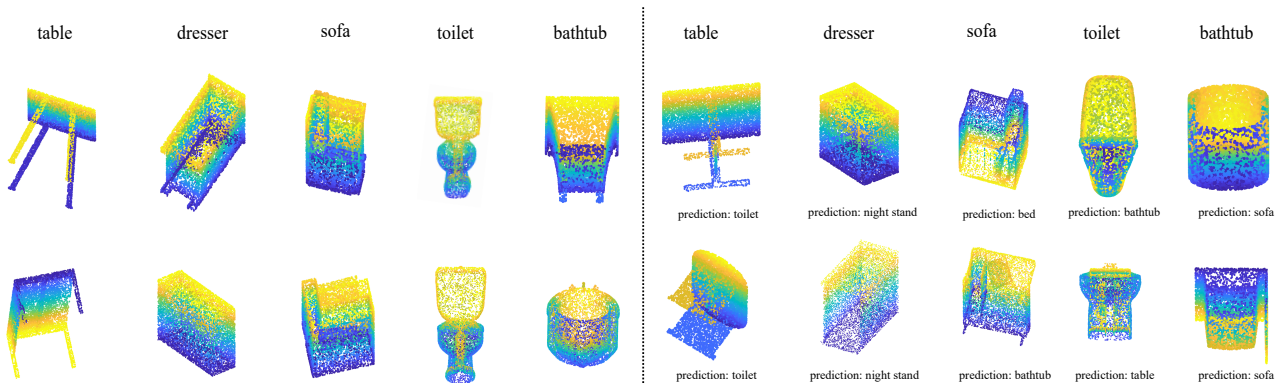 table dresser sofa toilet bathtub table dresser sofa toilet bathtub
prediction: toilet prediction: night stand prediction: bed prediction: bathtub prediction: sofa
prediction: toilet prediction: night stand prediction: bathtub prediction: table prediction: sofa